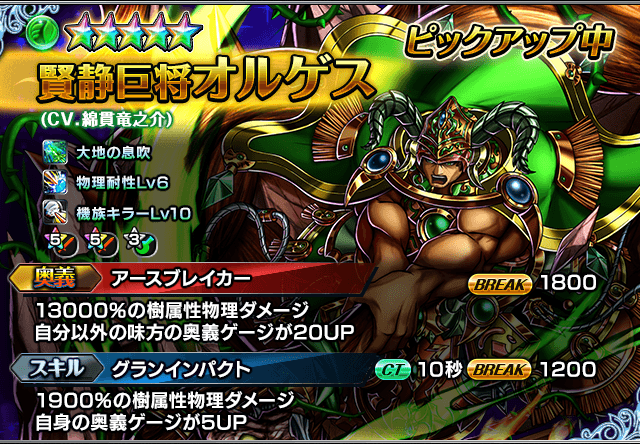 ピックアップ中
賢静巨将オルゲス
(CV.綿貫竜之介)
大地の息吹
物理耐性Lv6
機族キラーLv10
5 5 3
奥義 アースブレイカー BREAK 1800
13000%の樹属性物理ダメージ
自分以外の味方の奥義ゲージが20UP
スキル グランインパクト CT 10秒 BREAK 1200
1900%の樹属性物理ダメージ
自身の奥義ゲージが5UP